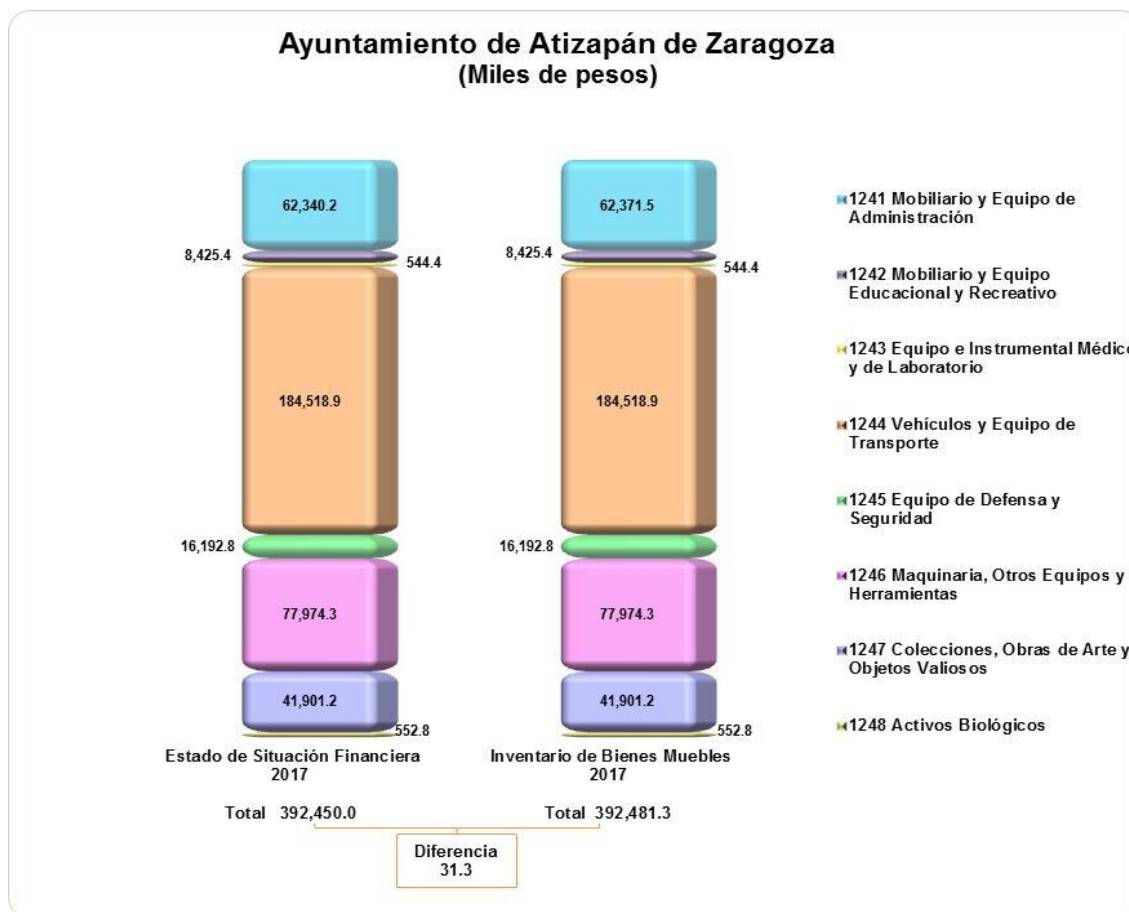 Ayuntamiento de Atizapán de Zaragoza
(Miles de pesos)
62,340.2
8,425.4
544.4
184,518.9
16,192.8
77,974.3
41,901.2
552.8
Estado de Situación Financiera
2017
Total 392,450.0
62,371.5
8,425.4
544.4
184,518.9
16,192.8
77,974.3
41,901.2
552.8
Inventario de Bienes Muebles
2017
Total 392,481.3
Diferencia
31.3
1241 Mobiliario y Equipo de
Administración
1242 Mobiliario y Equipo
Educacional y Recreativo
1243 Equipo e Instrumental Médico
y de Laboratorio
1244 Vehículos y Equipo de
Transporte
1245 Equipo de Defensa y
Seguridad
1246 Maquinaria, Otros Equipos y
Herramientas
1247 Colecciones, Obras de Arte y
Objetos Valiosos
1248 Activos Biológicos